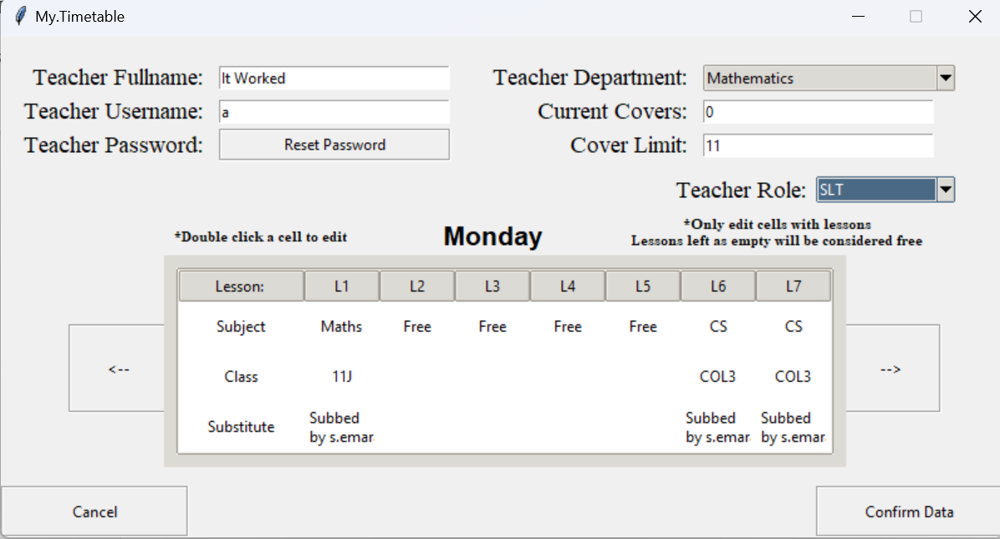 My.Timetable
Teacher Fullname: It Worked
Teacher Username: a
Teacher Password: Reset Password
Teacher Department: Mathematics
Current Covers: 0
Cover Limit: 11
Teacher Role: SLT
*Double click a cell to edit
Monday
*Only edit cells with lessons
Lessons left as empty will be considered free
Lesson: L1 L2 L3 L4 L5 L6 L7
Subject Maths Free Free Free Free CS CS
Class 11J COL3 COL3
Substitute Subbed by s.emar Subbed by s.emar Subbed by s.emar
<-- -->
Cancel Confirm Data